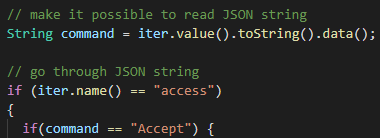 // make it possible to read JSON string
String command = iter.value().toString().data();
// go through JSON string
if (iter.name() == "access")
{
if(command == "Accept") {